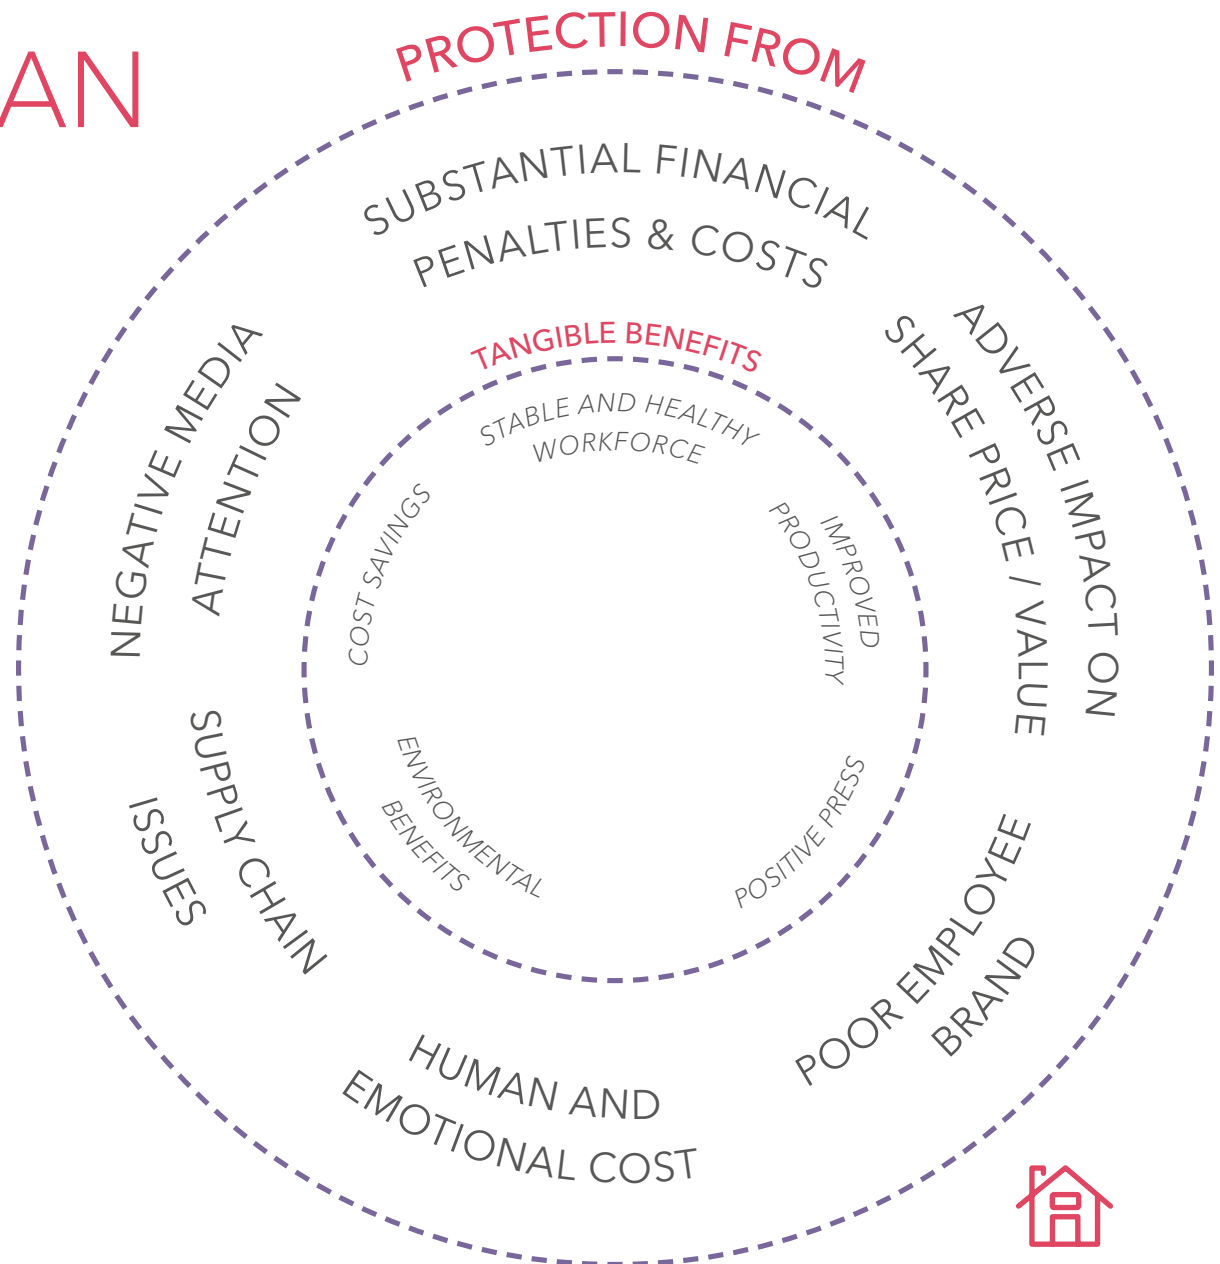 AN
PROTECTION FROM
SUBSTANTIAL FINANCIAL
PENALTIES & COSTS
ADVERSE IMPACT ON
SHARE PRICE / VALUE
POOR EMPLOYEE
BRAND
HUMAN AND
EMOTIONAL COST
SUPPLY CHAIN
ISSUES
NEGATIVE MEDIA
ATTENTION
TANGIBLE BENEFITS
STABLE AND HEALTHY
WORKFORCE
IMPROVED
PRODUCTIVITY
POSITIVE PRESS
ENVIRONMENTAL
BENEFITS
COST SAVINGS